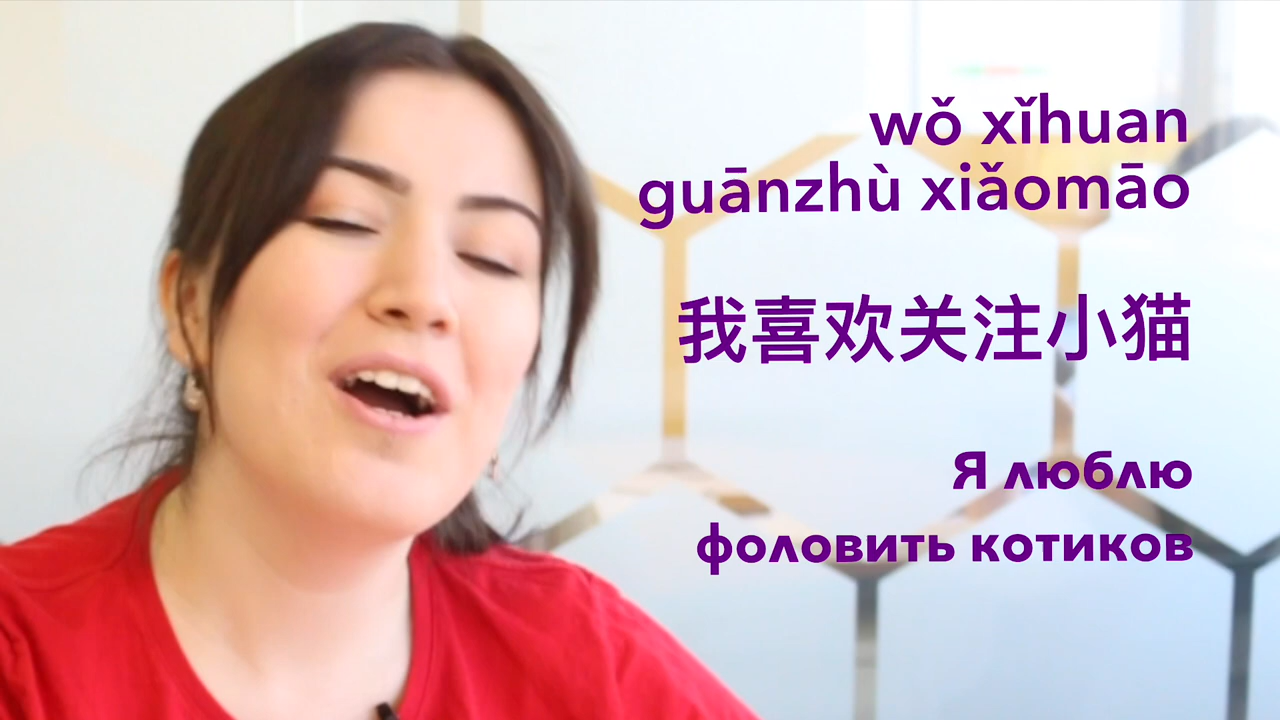 wǒ xǐhuan
guānzhù xiǎomāo
我喜欢关注小猫
Я люблю
фоловить котиков